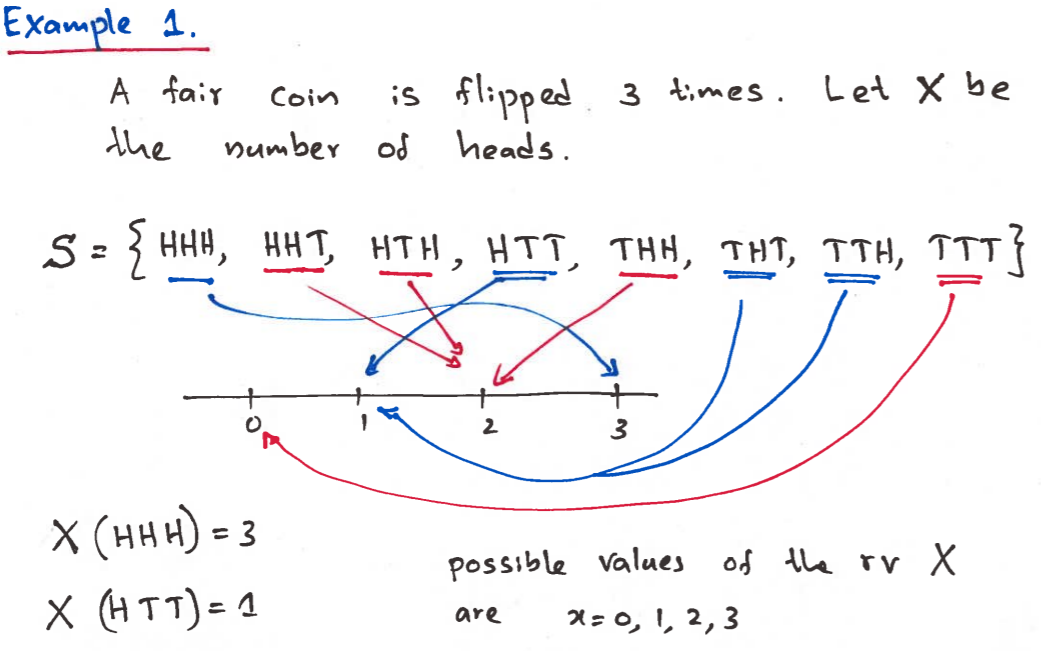 Example 1.
A fair coin is flipped 3 times. Let X be
the number of heads.
S = { HHH, HHT, HTH, HTT, THH, THT, TTH, TTT }
0 1 2 3
X (HHH) = 3
possible values of the rv X
X (HTT) = 1
are x = 0, 1, 2, 3